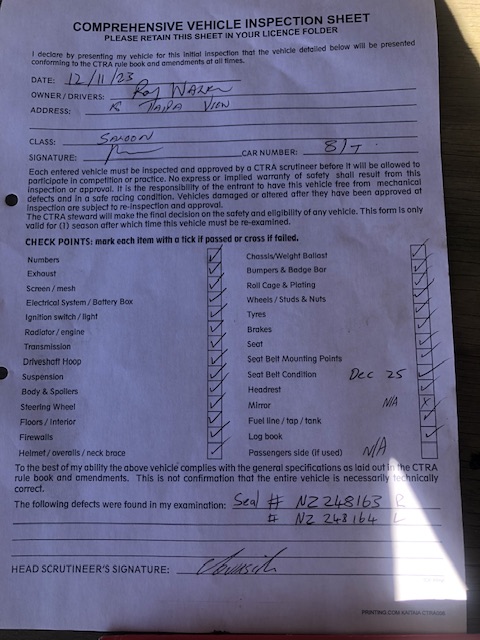 COMPREHENSIVE VEHICLE INSPECTION SHEET
PLEASE RETAIN THIS SHEET IN YOUR LICENCE FOLDER
I declare by presenting my vehicle for this initial inspection that the vehicle detailed below will be presented
conforming to the CTRA rule book and amendments at all times.
DATE: 12/11/23
OWNER/DRIVERS: Roy
ADDRESS: TAIPA VIEW
CLASS: SALOON
SIGNATURE: CAR NUMBER: 81T
Each entered vehicle must be inspected and approved by a CTRA scrutineer before it will be allowed to
participate in competition or practice. No express or implied warranty of safety shall result from this
inspection or approval. It is the responsibility of the entrant to have this vehicle free from mechanical
defects and in a safe racing condition. Vehicles damaged or altered after they have been approved at
inspection are subject to re-inspection and approval.
The CTRA steward will make the final decision on the safety and eligibility of any vehicle. This form is only
valid for (1) season after which time this vehicle must be re-examined.
CHECK POINTS: mark each item with a tick if passed or cross if failed.
Numbers
Exhaust
Screen / mesh
Electrical System / Battery Box
Ignition switch / light
Radiator / engine
Transmission
Driveshaft Hoop
Suspension
Body & Spoilers
Steering Wheel
Floors / Interior
Firewalls
Helmet / overalls / neck brace
Chassis/Weight Ballast
Bumpers & Badge Bar
Roll Cage & Plating
Wheels / Studs & Nuts
Tyres
Brakes
Seat
Seat Belt Mounting Points
Seat Belt Condition Dec 25
Headrest
Mirror N/A
Fuel line / tap / tank
Log book
Passengers side (if used) N/A
To the best of my ability the above vehicle complies with the general specifications as laid out in the CTRA
rule book and amendments. This is not confirmation that the entire vehicle is necessarily technically
correct.
The following defects were found in my examination: Seal # NZ 248163 R
# NZ 248164 L
HEAD SCRUTINEER'S SIGNATURE: